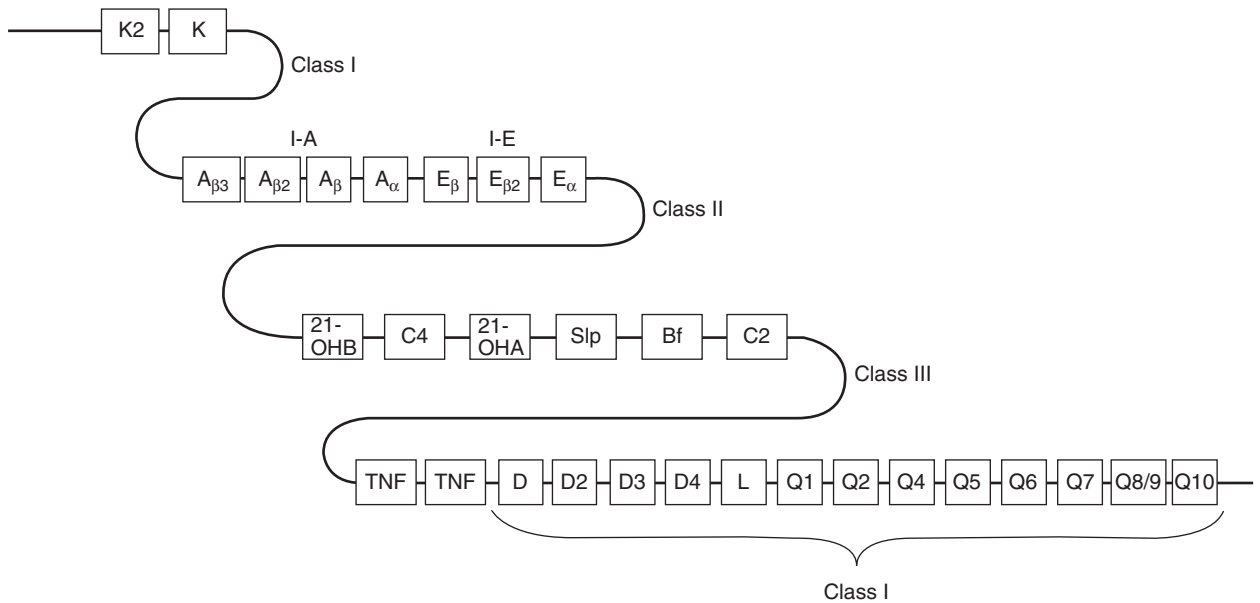 K2 K
Class I
I-A I-E
Aβ3 Aβ2 Aβ Aα Eβ Eβ2 Eα
Class II
21-
OHB
C4
21-
OHA
Slp Bf C2
Class III
TNF TNF D D2 D3 D4 L Q1 Q2 Q4 Q5 Q6 Q7 Q8/9 Q10
Class I